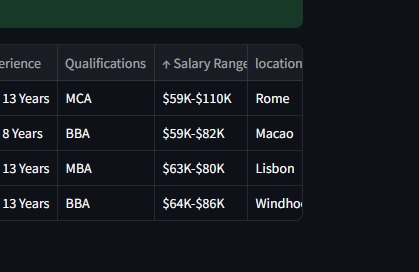 erience Qualifications ↑ Salary Range location
13 Years MCA $59K-$110K Rome
8 Years BBA $59K-$82K Macao
13 Years MBA $63K-$80K Lisbon
13 Years BBA $64K-$86K Windho